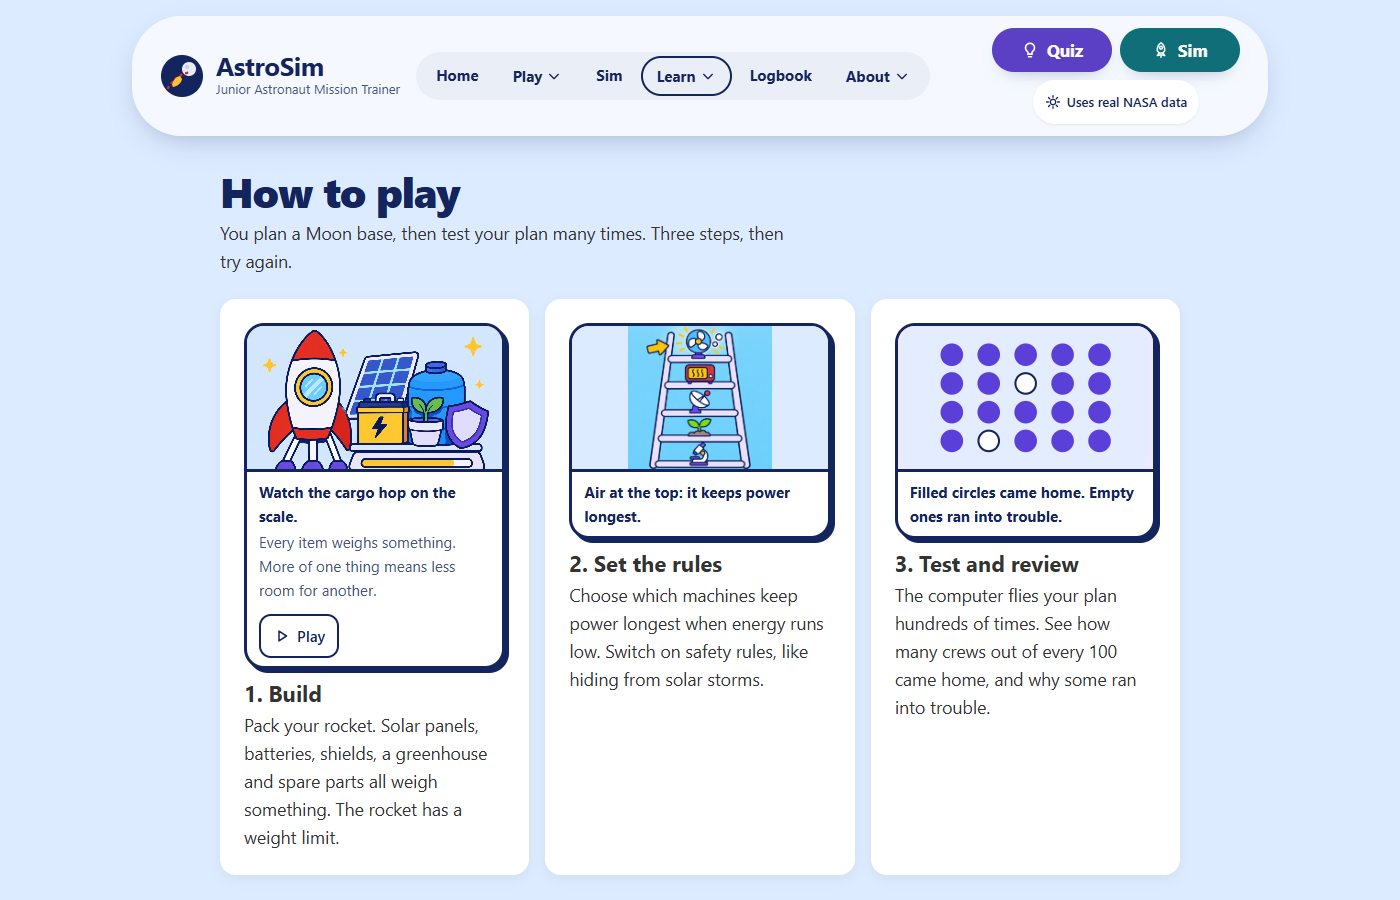 AstroSim
Junior Astronaut Mission Trainer
Home
Play
Sim
Learn
Logbook
About
Quiz
Sim
Uses real NASA data
How to play
You plan a Moon base, then test your plan many times. Three steps, then
try again.
Watch the cargo hop on the
scale.
Every item weighs something.
More of one thing means less
room for another.
Play
1. Build
Pack your rocket. Solar panels,
batteries, shields, a greenhouse
and spare parts all weigh
something. The rocket has a
weight limit.
Air at the top: it keeps power
longest.
2. Set the rules
Choose which machines keep
power longest when energy runs
low. Switch on safety rules, like
hiding from solar storms.
Filled circles came home. Empty
ones ran into trouble.
3. Test and review
The computer flies your plan
hundreds of times. See how
many crews out of every 100
came home, and why some ran
into trouble.